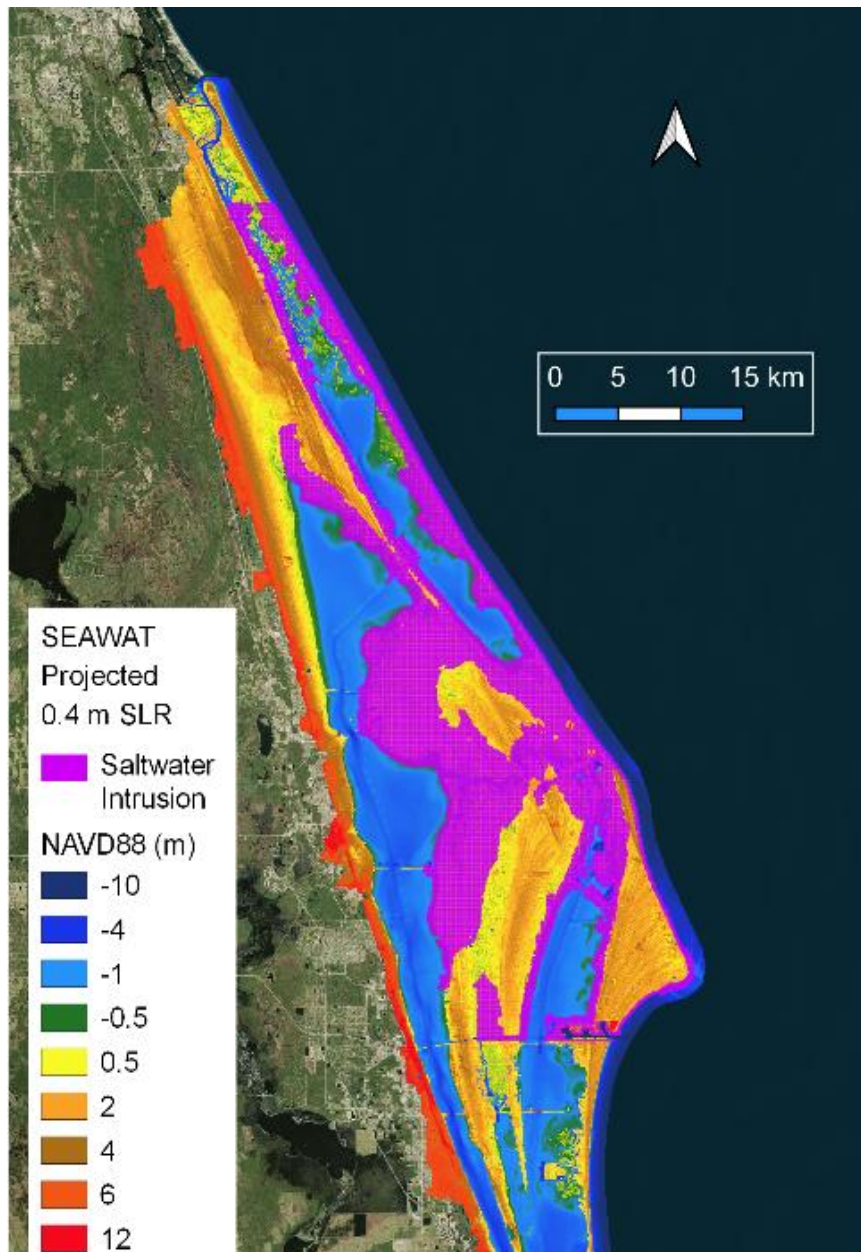 0 5 10 15 km
SEAWAT
Projected
0.4 m SLR
Saltwater
Intrusion
NAVD88 (m)
-10
-4
-1
-0.5
0.5
2
4
6
12